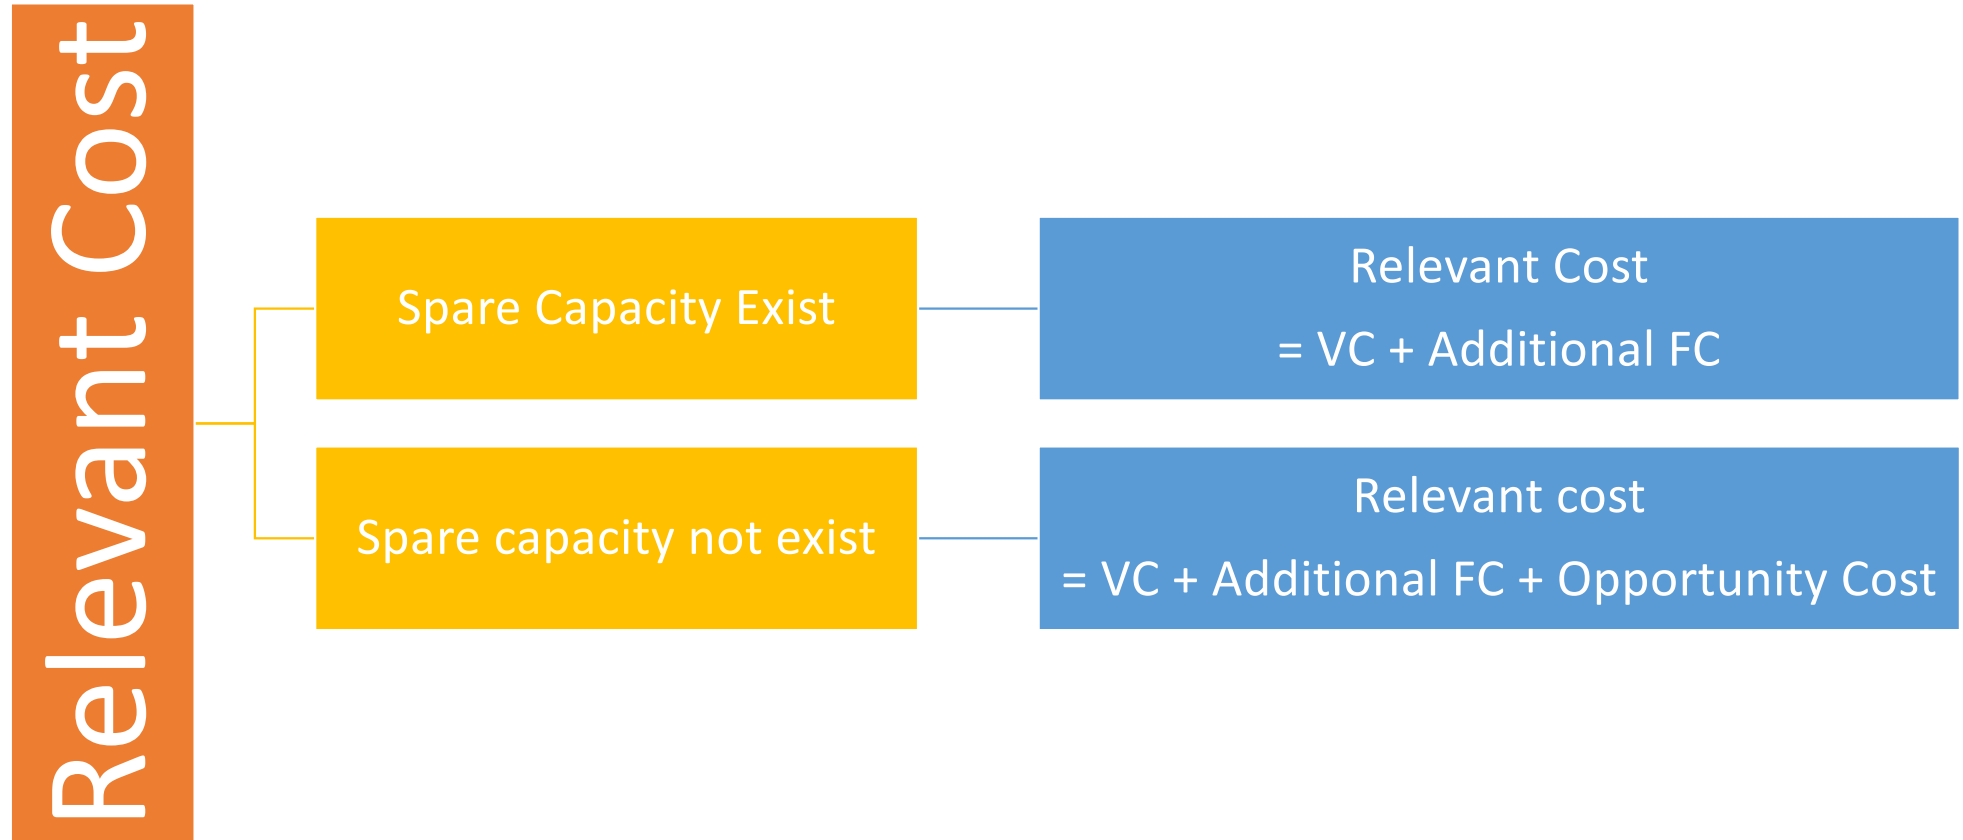 Relevant Cost
Spare Capacity Exist
Relevant Cost
= VC + Additional FC
Spare capacity not exist
Relevant cost
= VC + Additional FC + Opportunity Cost